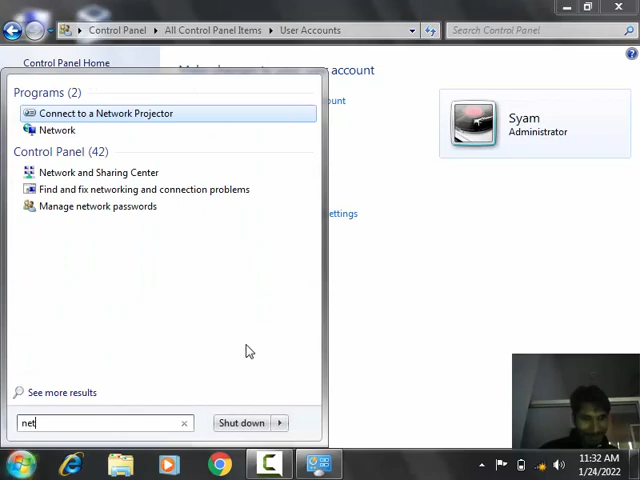 Control Panel ▸ All Control Panel Items ▸ User Accounts
Search Control Panel
Control Panel Home
account
Programs (2)
Connect to a Network Projector
Network
Control Panel (42)
Network and Sharing Center
Find and fix networking and connection problems
Manage network passwords
ount
Syam
Administrator
ettings
See more results
net
Shut down
11:32 AM
1/24/2022